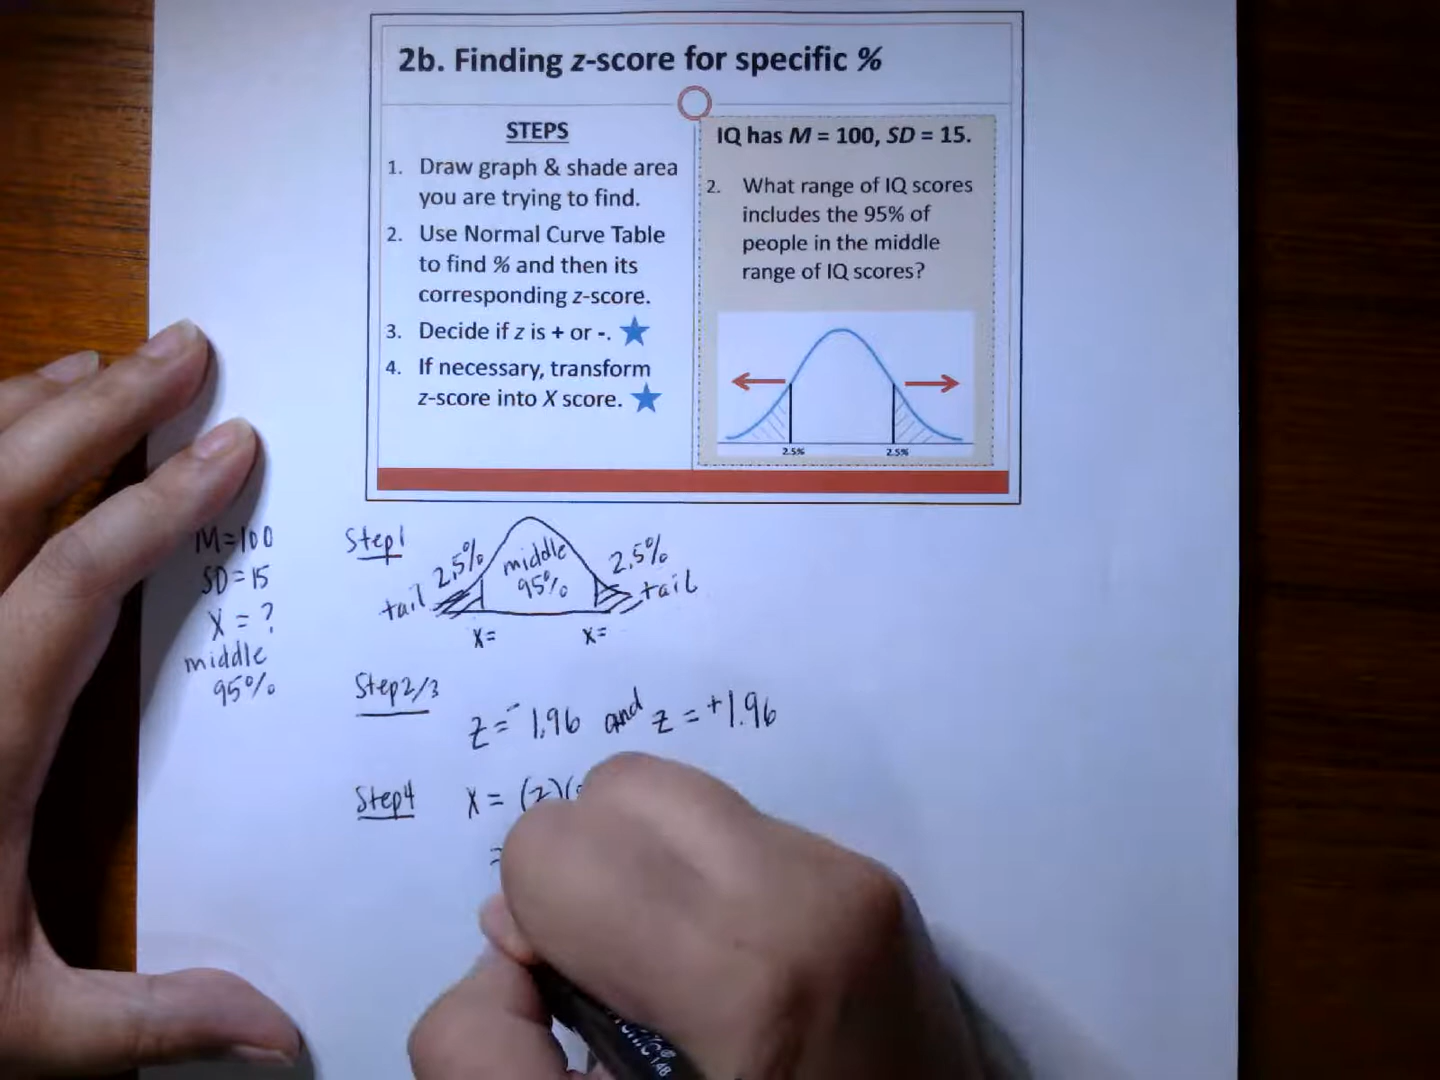 2b. Finding z-score for specific %
STEPS
1. Draw graph & shade area
you are trying to find.
2. Use Normal Curve Table
to find % and then its
corresponding z-score.
3. Decide if z is + or -.
4. If necessary, transform
z-score into X score.
IQ has M = 100, SD = 15.
2. What range of IQ scores
includes the 95% of
people in the middle
range of IQ scores?
2.5% 2.5%
M=100
SD=15
X = ?
middle
95%
Step1
tail 2.5%
middle
95%
2.5%
tail
X= X=
Step2/3
z = -1.96 and z = +1.96
Step4 X = (z)(
=